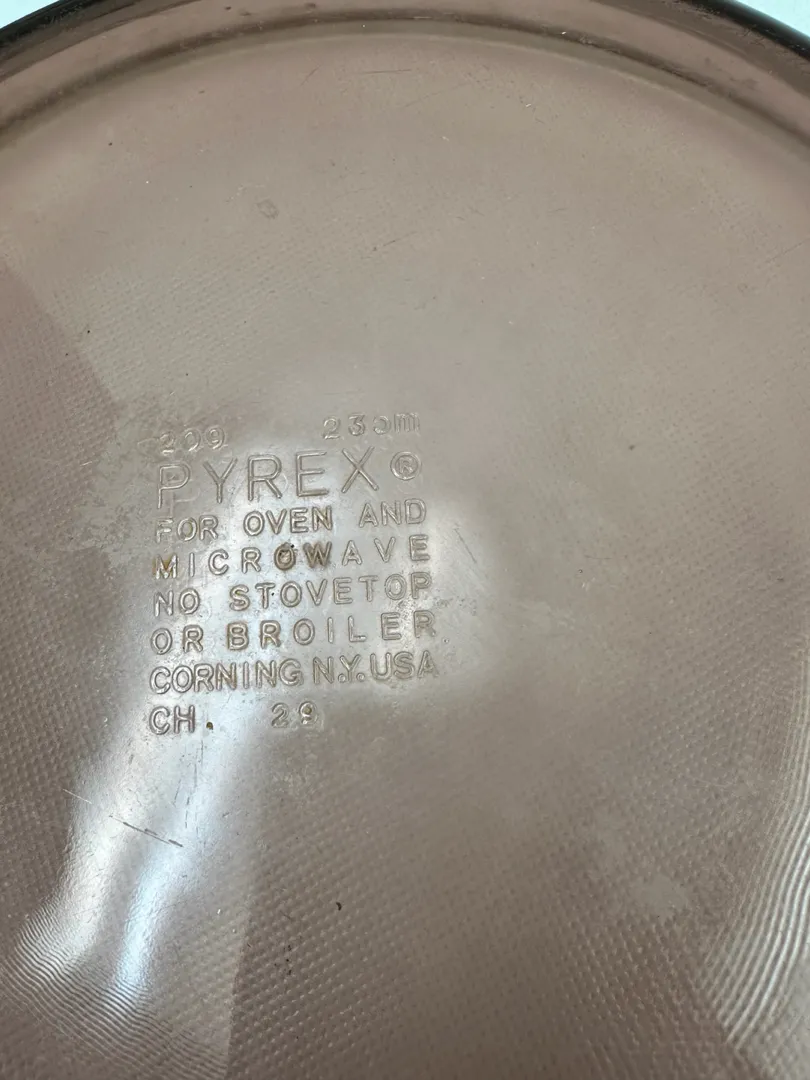 209 23cm
PYREX®
FOR OVEN AND
MICROWAVE
NO STOVETOP
OR BROILER
CORNING N.Y. USA
CH. 29